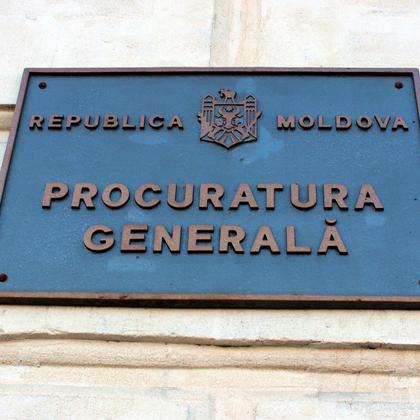 REPUBLICA MOLDOVA
PROCURATURA
GENERALĂ